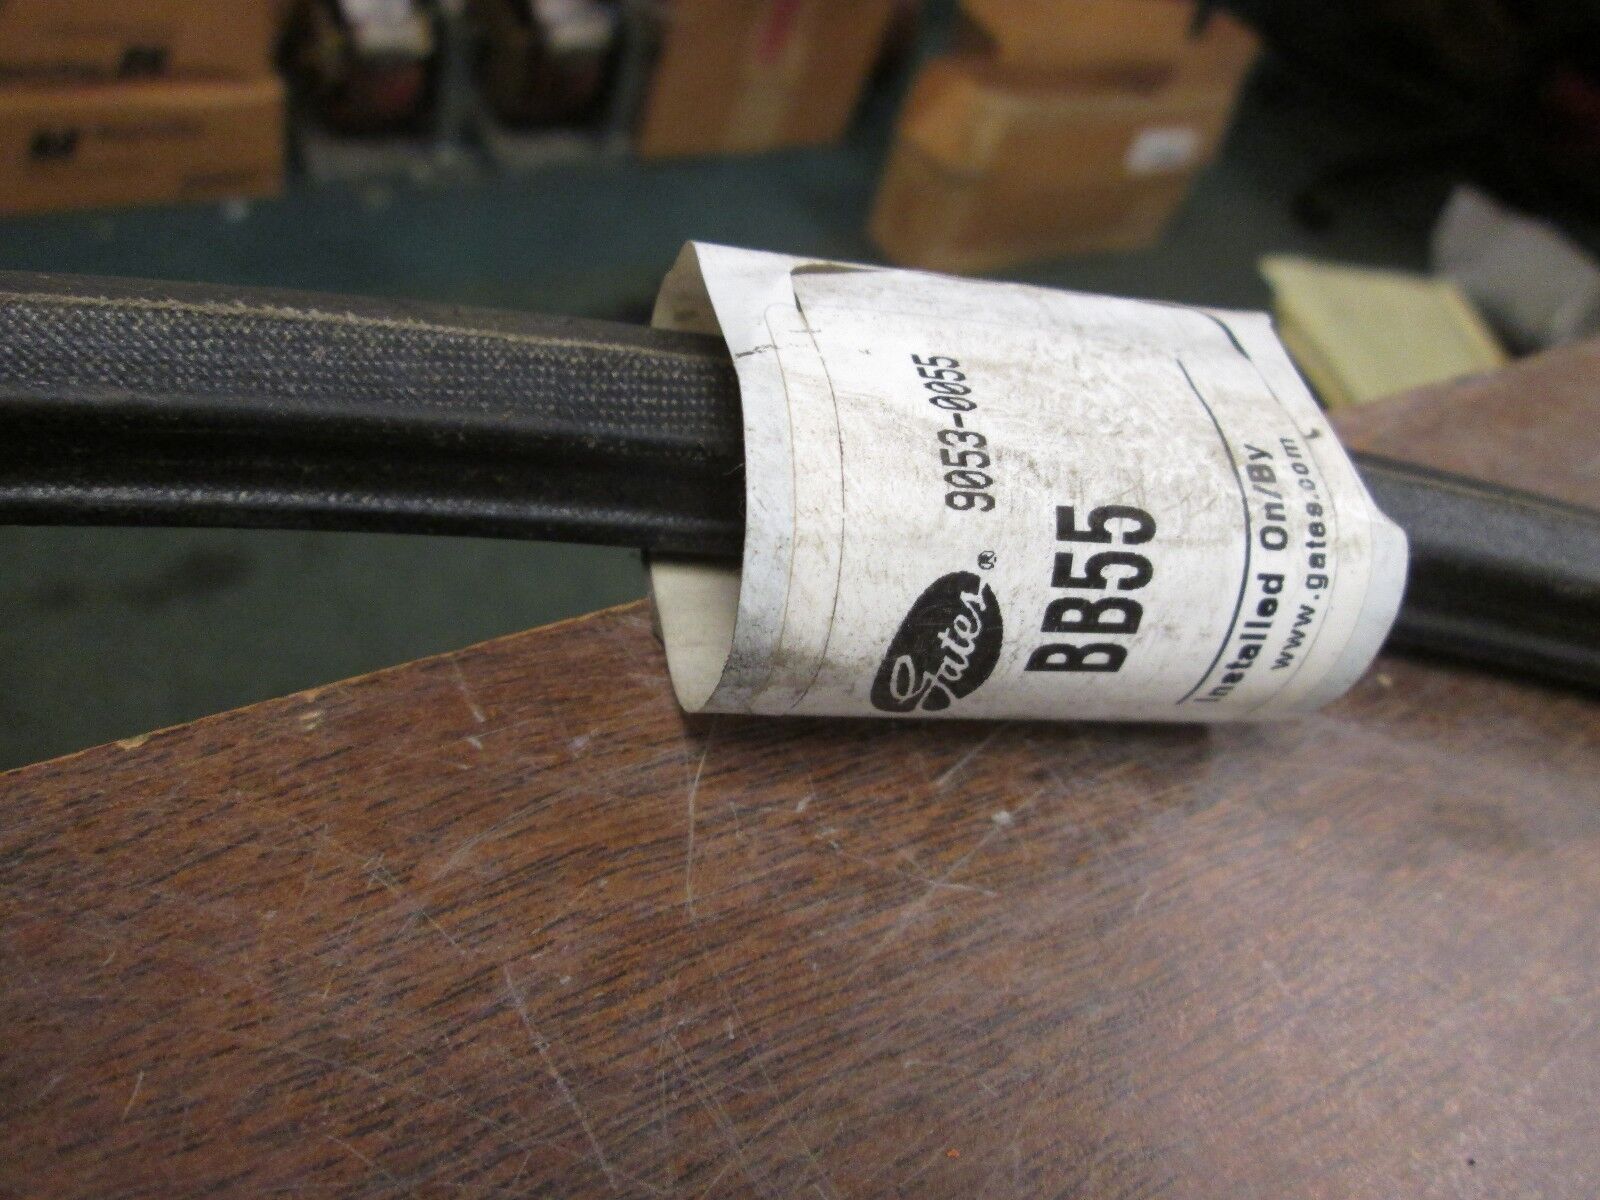 9053-0055
Gates®
BB55
Installed On/By
www.gates.com